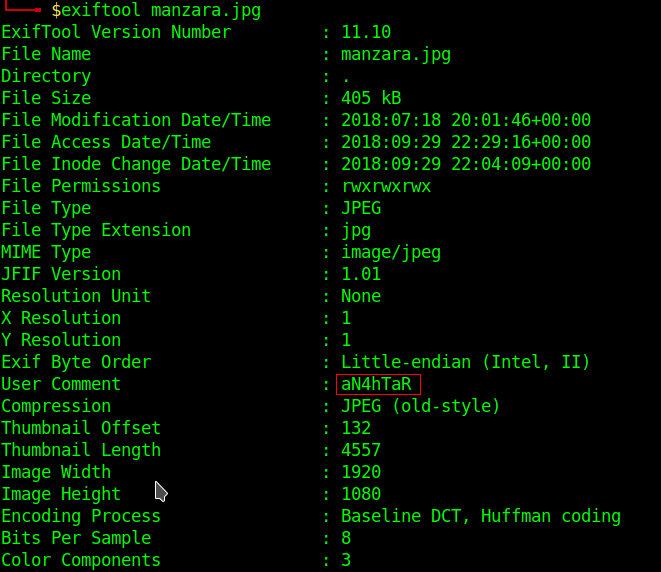 $exiftool manzara.jpg
ExifTool Version Number : 11.10
File Name : manzara.jpg
Directory : .
File Size : 405 kB
File Modification Date/Time : 2018:07:18 20:01:46+00:00
File Access Date/Time : 2018:09:29 22:29:16+00:00
File Inode Change Date/Time : 2018:09:29 22:04:09+00:00
File Permissions : rwxrwxrwx
File Type : JPEG
File Type Extension : jpg
MIME Type : image/jpeg
JFIF Version : 1.01
Resolution Unit : None
X Resolution : 1
Y Resolution : 1
Exif Byte Order : Little-endian (Intel, II)
User Comment : aN4hTaR
Compression : JPEG (old-style)
Thumbnail Offset : 132
Thumbnail Length : 4557
Image Width : 1920
Image Height : 1080
Encoding Process : Baseline DCT, Huffman coding
Bits Per Sample : 8
Color Components : 3